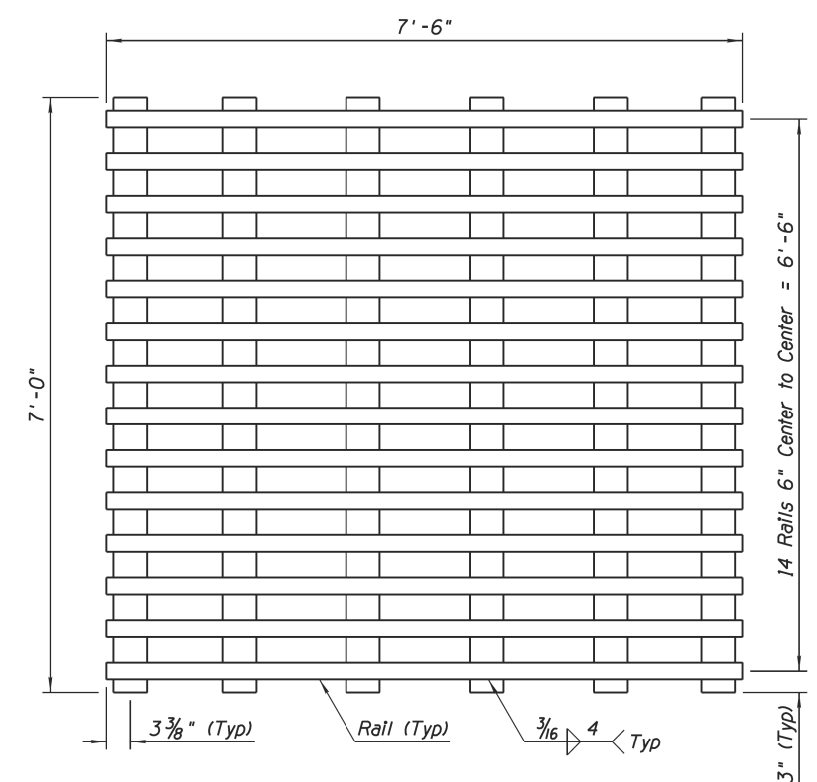 7'-6"
7'-0"
14 Rails 6" Center to Center = 6'-6"
3 3/8" (Typ)
Rail (Typ)
3/16 4 Typ
3" (Typ)